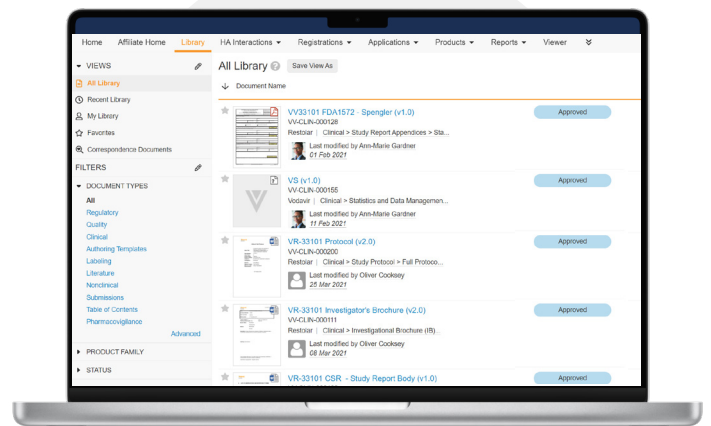 Home Affiliate Home Library HA Interactions Registrations Applications Products Reports Viewer
VIEWS
All Library
Recent Library
My Library
Favorites
Correspondence Documents
FILTERS
DOCUMENT TYPES
All
Regulatory
Quality
Clinical
Authoring Templates
Labeling
Literature
Nonclinical
Submissions
Table of Contents
Pharmacovigilance
Advanced
PRODUCT FAMILY
STATUS
All Library ? Save View As
Document Name
VV33101 FDA1572 - Spengler (v1.0) Approved
VV-CLIN-000128
Restolar | Clinical > Study Report Appendices > Sta...
Last modified by Ann-Marie Gardner
01 Feb 2021
VS (v1.0) Approved
VV-CLIN-000155
Vodavir | Clinical > Statistics and Data Managemen...
Last modified by Ann-Marie Gardner
11 Feb 2021
VR-33101 Protocol (v2.0) Approved
VV-CLIN-000200
Restolar | Clinical > Study Protocol > Full Protoco...
Last modified by Oliver Cooksey
25 Mar 2021
VR-33101 Investigator's Brochure (v2.0) Approved
VV-CLIN-000111
Restolar | Clinical > Investigational Brochure (IB)...
Last modified by Oliver Cooksey
08 Mar 2021
VR-33101 CSR - Study Report Body (v1.0) Approved